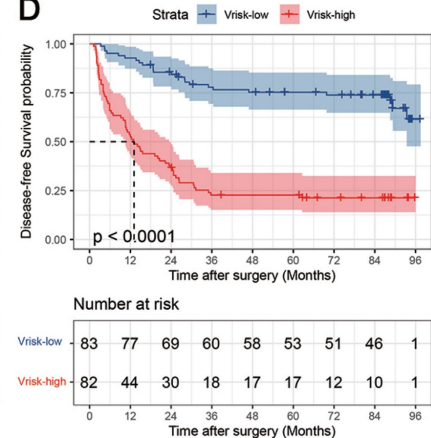 D
Strata Vrisk-low Vrisk-high
Disease-free Survival probability
1.00
0.75
0.50
0.25
0.00
p < 0.0001
0 12 24 36 48 60 72 84 96
Time after surgery (Months)
Number at risk
Vrisk-low 83 77 69 60 58 53 51 46 1
Vrisk-high 82 44 30 18 17 17 12 10 1
0 12 24 36 48 60 72 84 96
Time after surgery (Months)